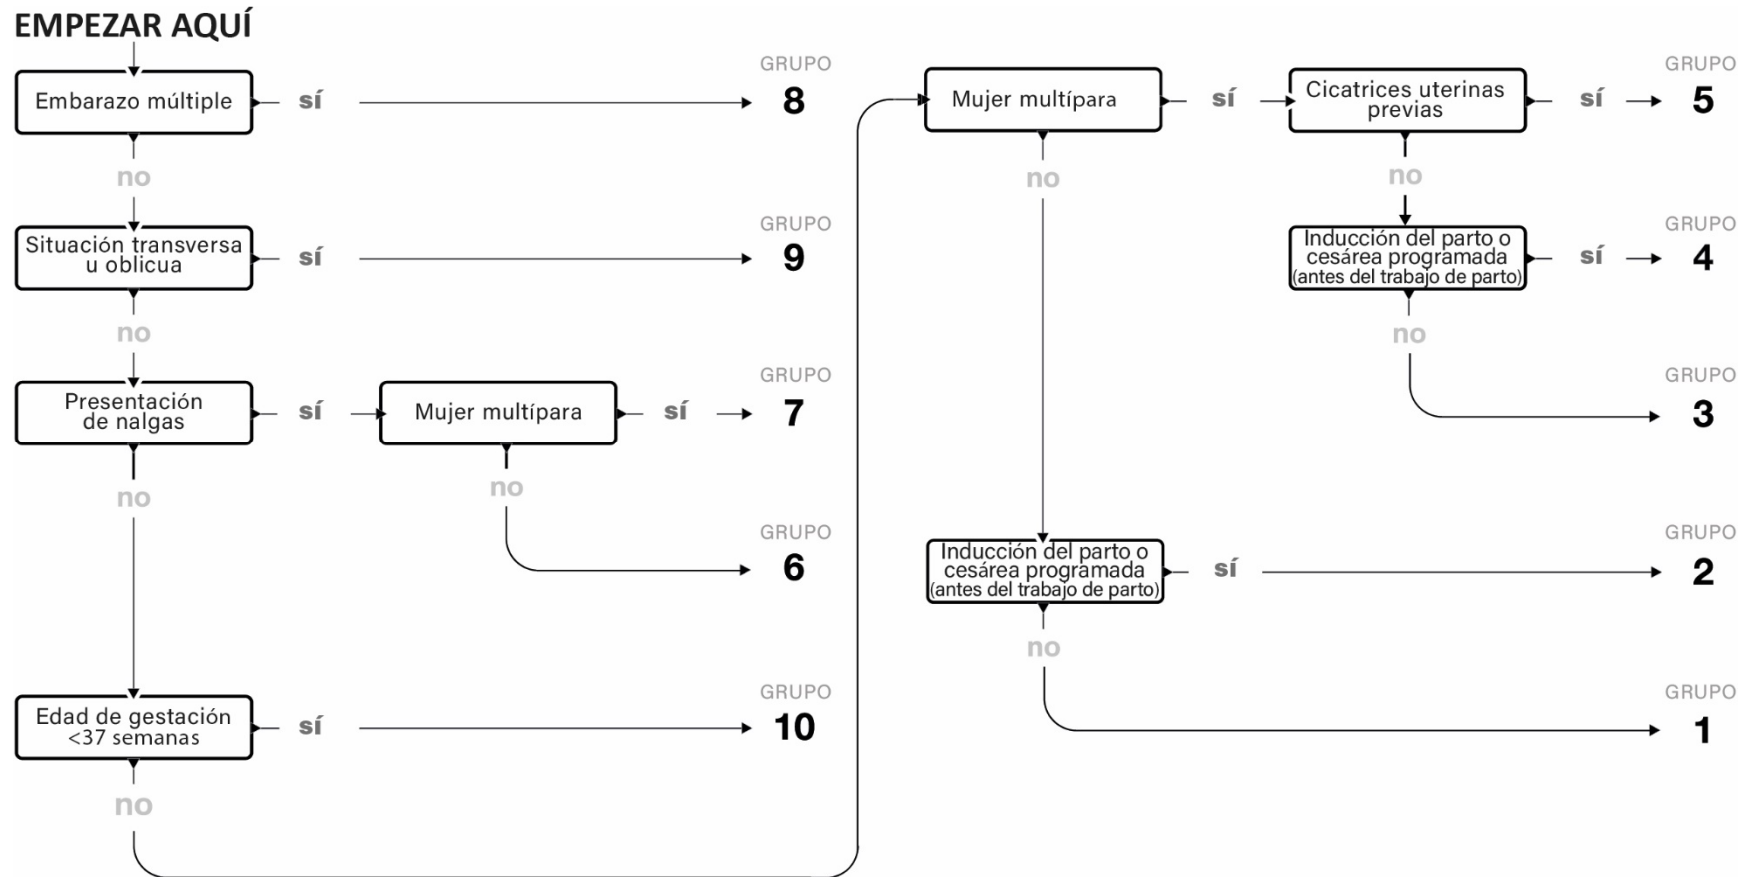 EMPEZAR AQUÍ
Embarazo múltiple
sí
GRUPO
8
no
Situación transversa
u oblicua
sí
GRUPO
9
no
Presentación
de nalgas
sí
Mujer multípara
sí
GRUPO
7
no
GRUPO
6
no
Edad de gestación
<37 semanas
sí
GRUPO
10
no
Mujer multípara
sí
Cicatrices uterinas
previas
sí
GRUPO
5
no
Inducción del parto o
cesárea programada
(antes del trabajo de parto)
sí
GRUPO
4
no
GRUPO
3
no
Inducción del parto o
cesárea programada
(antes del trabajo de parto)
sí
GRUPO
2
no
GRUPO
1